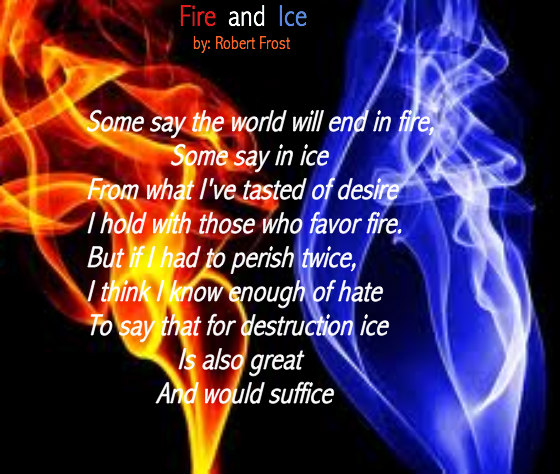 Fire and Ice
by: Robert Frost
Some say the world will end in fire,
Some say in ice
From what I've tasted of desire
I hold with those who favor fire.
But if I had to perish twice,
I think I know enough of hate
To say that for destruction ice
Is also great
And would suffice